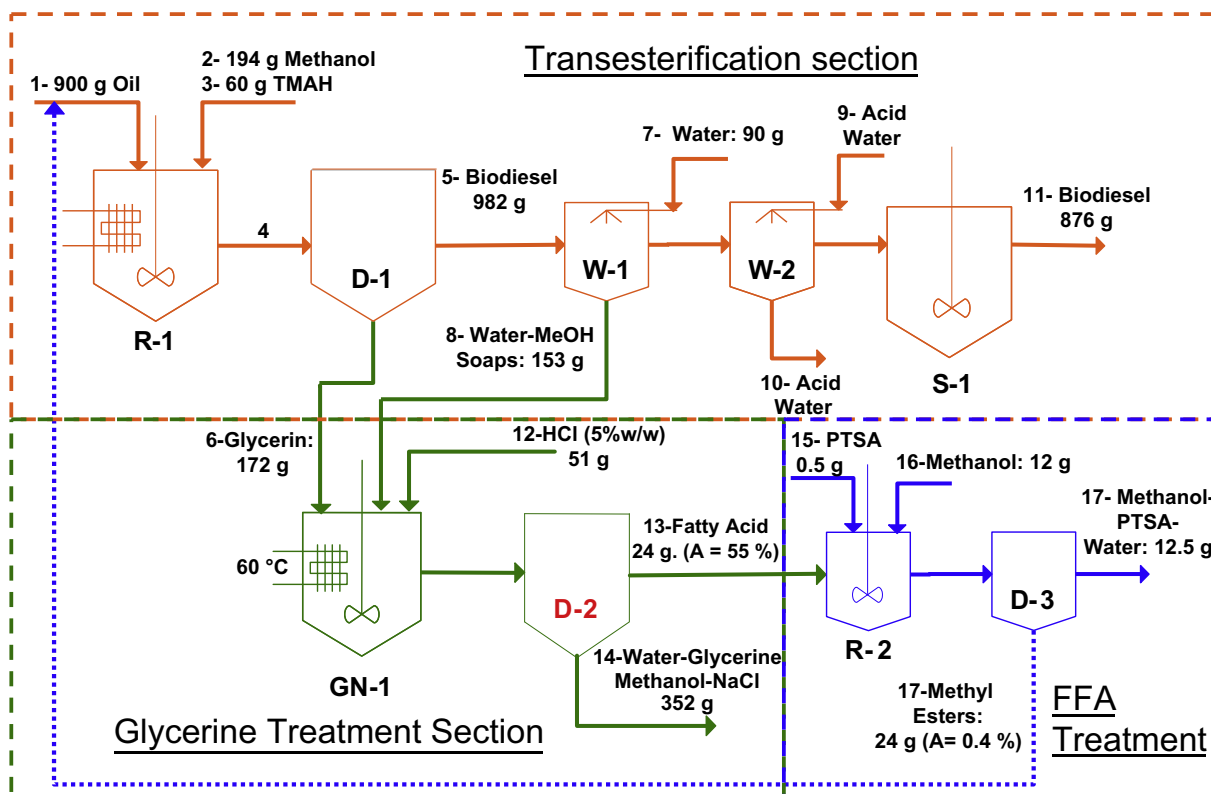 Transesterification section
2- 194 g Methanol
3- 60 g TMAH
1- 900 g Oil
7- Water: 90 g
9- Acid
Water
5- Biodiesel
982 g
11- Biodiesel
876 g
4
D-1
W-1
W-2
R-1
S-1
8- Water-MeOH
Soaps: 153 g
10- Acid
Water
6-Glycerin:
172 g
12-HCl (5%w/w)
51 g
15- PTSA
0.5 g
16-Methanol: 12 g
17- Methanol-
PTSA-
Water: 12.5 g
13-Fatty Acid
24 g. (A = 55 %)
60 °C
D-2
D-3
R-2
GN-1
14-Water-Glycerine
Methanol-NaCl
352 g
17-Methyl
Esters:
24 g (A= 0.4 %)
Glycerine Treatment Section
FFA
Treatment